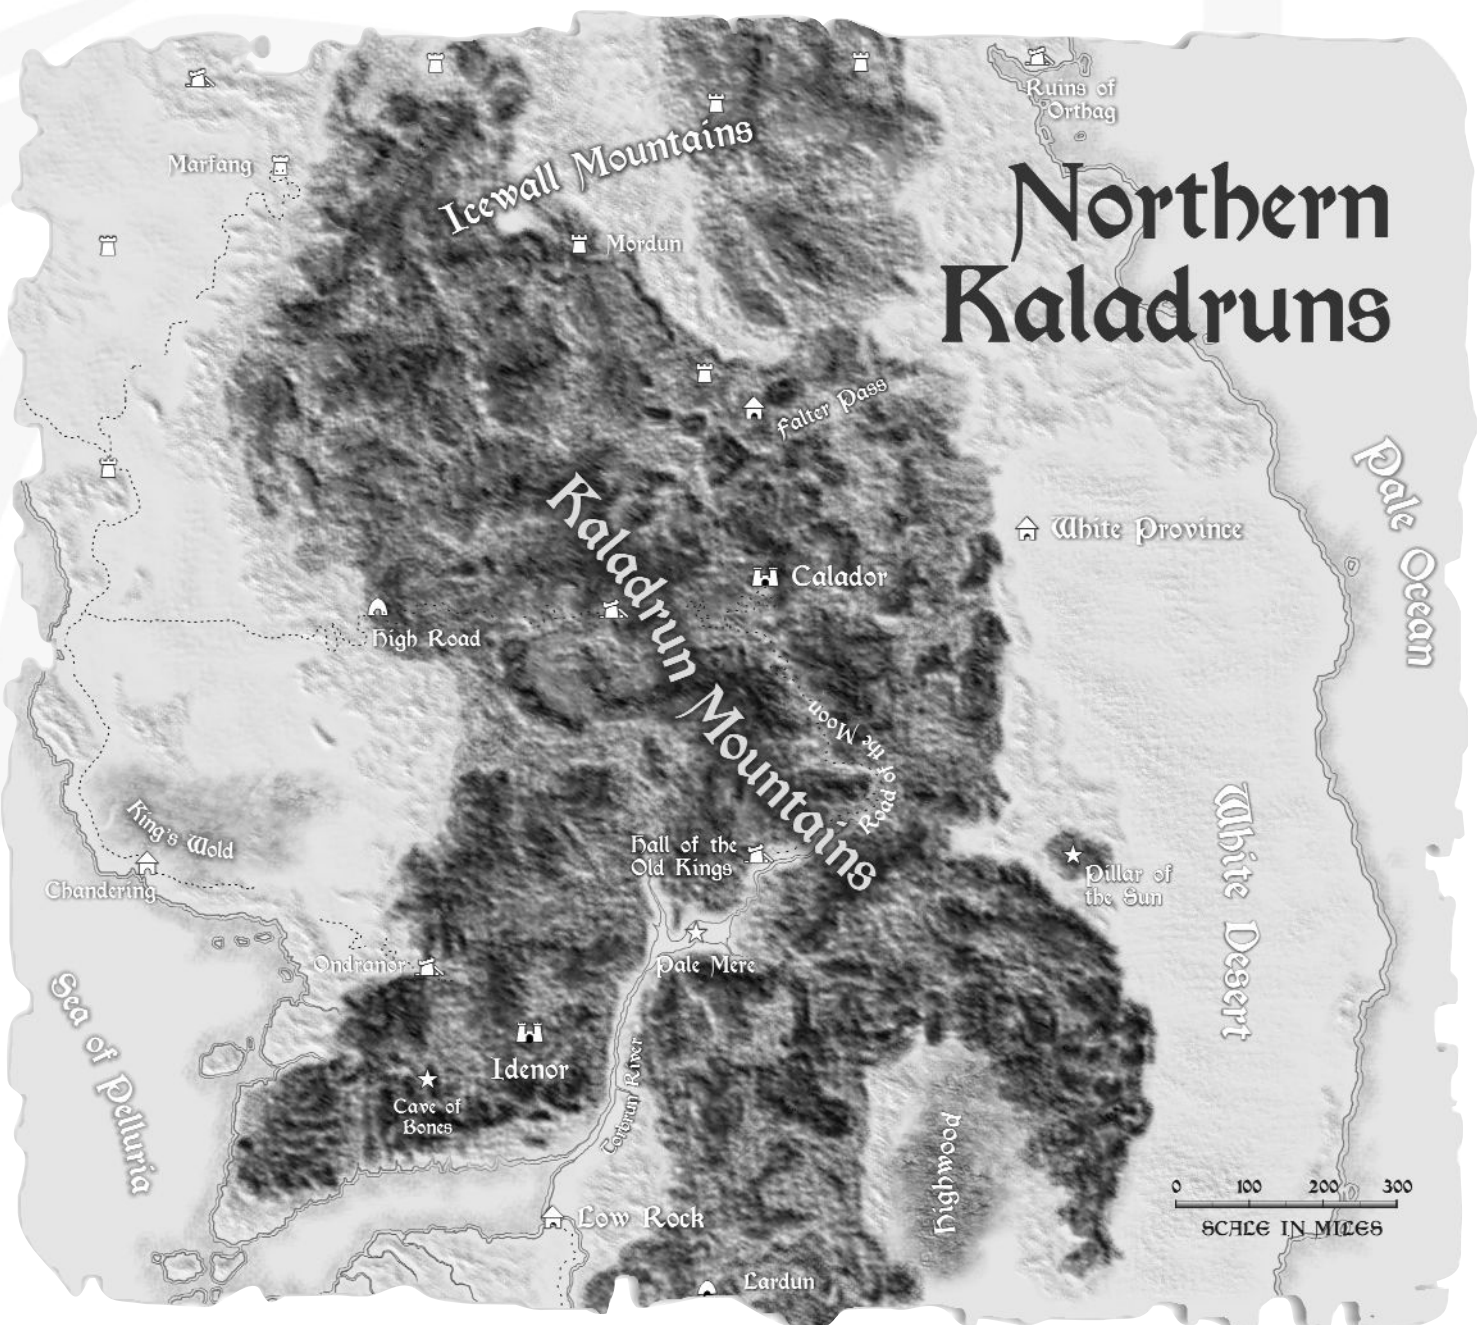 Ruins of
Orthag
Marfang
Icewall Mountains
Northern
Kaladruns
Mordun
Falter Pass
Pale Ocean
White Province
Calador
Kaladrun Mountains
High Road
Road of the Moon
King's Wold
Chandering
Hall of the
Old Kings
Pillar of
the Sun
White Desert
Ondranor
Pale Mere
Sea of Pelluria
Idenor
Cave of
Bones
Corbrun River
Highwood
Low Rock
Lardun
0 100 200 300
SCALE IN MILES